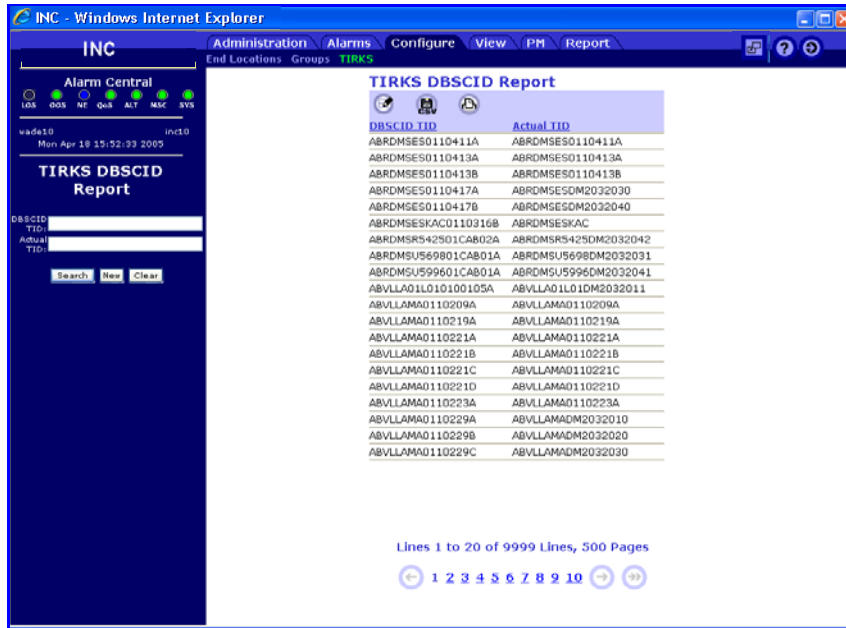 INC - Windows Internet Explorer
INC
Administration Alarms Configure View PM Report
End Locations Groups TIRKS
Alarm Central
LOS OOS NE QoS ALT MSC SYS
wade10 inc10
Mon Apr 18 15:52:33 2005
TIRKS DBSCID
Report
DBSCID
TID:
Actual
TID:
Search New Clear
TIRKS DBSCID Report
DBSCID TID Actual TID
ABRDMSES0110411A ABRDMSES0110411A
ABRDMSES0110413A ABRDMSES0110413A
ABRDMSES0110413B ABRDMSES0110413B
ABRDMSES0110417A ABRDMSESDM2032030
ABRDMSES0110417B ABRDMSESDM2032040
ABRDMSESKAC0110316B ABRDMSESKAC
ABRDMSR542501CAB02A ABRDMSR5425DM2032042
ABRDMSU569801CAB01A ABRDMSU5698DM2032031
ABRDMSU599601CAB01A ABRDMSU5996DM2032041
ABVLLA01L010100105A ABVLLA01L01DM2032011
ABVLLAMA0110209A ABVLLAMA0110209A
ABVLLAMA0110219A ABVLLAMA0110219A
ABVLLAMA0110221A ABVLLAMA0110221A
ABVLLAMA0110221B ABVLLAMA0110221B
ABVLLAMA0110221C ABVLLAMA0110221C
ABVLLAMA0110221D ABVLLAMA0110221D
ABVLLAMA0110223A ABVLLAMA0110223A
ABVLLAMA0110229A ABVLLAMADM2032010
ABVLLAMA0110229B ABVLLAMADM2032020
ABVLLAMA0110229C ABVLLAMADM2032030
Lines 1 to 20 of 9999 Lines, 500 Pages
1 2 3 4 5 6 7 8 9 10